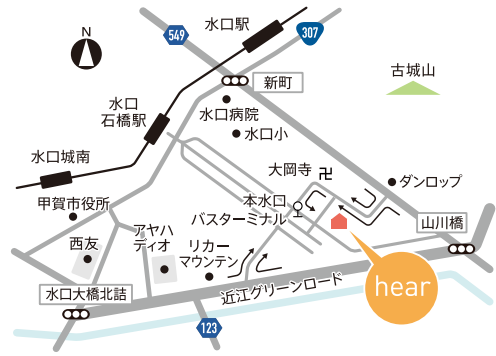 水口駅
549
307
N
新町
古城山
水口
石橋駅
水口病院
水口小
水口城南
大岡寺
卍
ダンロップ
甲賀市役所
本水口
バスターミナル
山川橋
西友
アヤハ
ディオ
リカー
マウンテン
hear
近江グリーンロード
水口大橋北詰
123